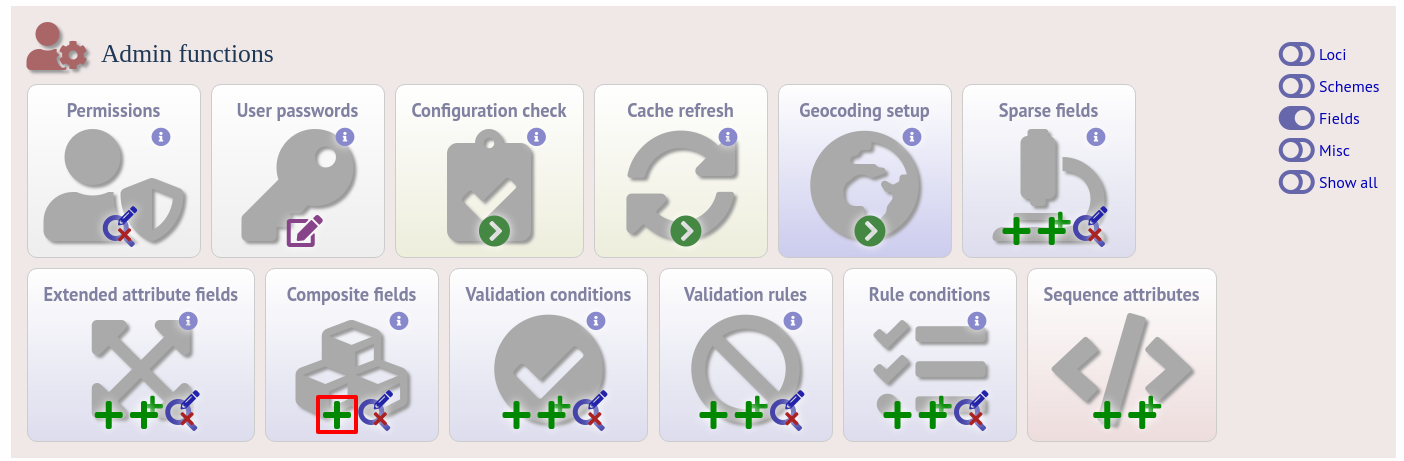 Admin functions
Loci
Schemes
Fields
Misc
Show all
Permissions
User passwords
Configuration check
Cache refresh
Geocoding setup
Sparse fields
Extended attribute fields
Composite fields
Validation conditions
Validation rules
Rule conditions
Sequence attributes